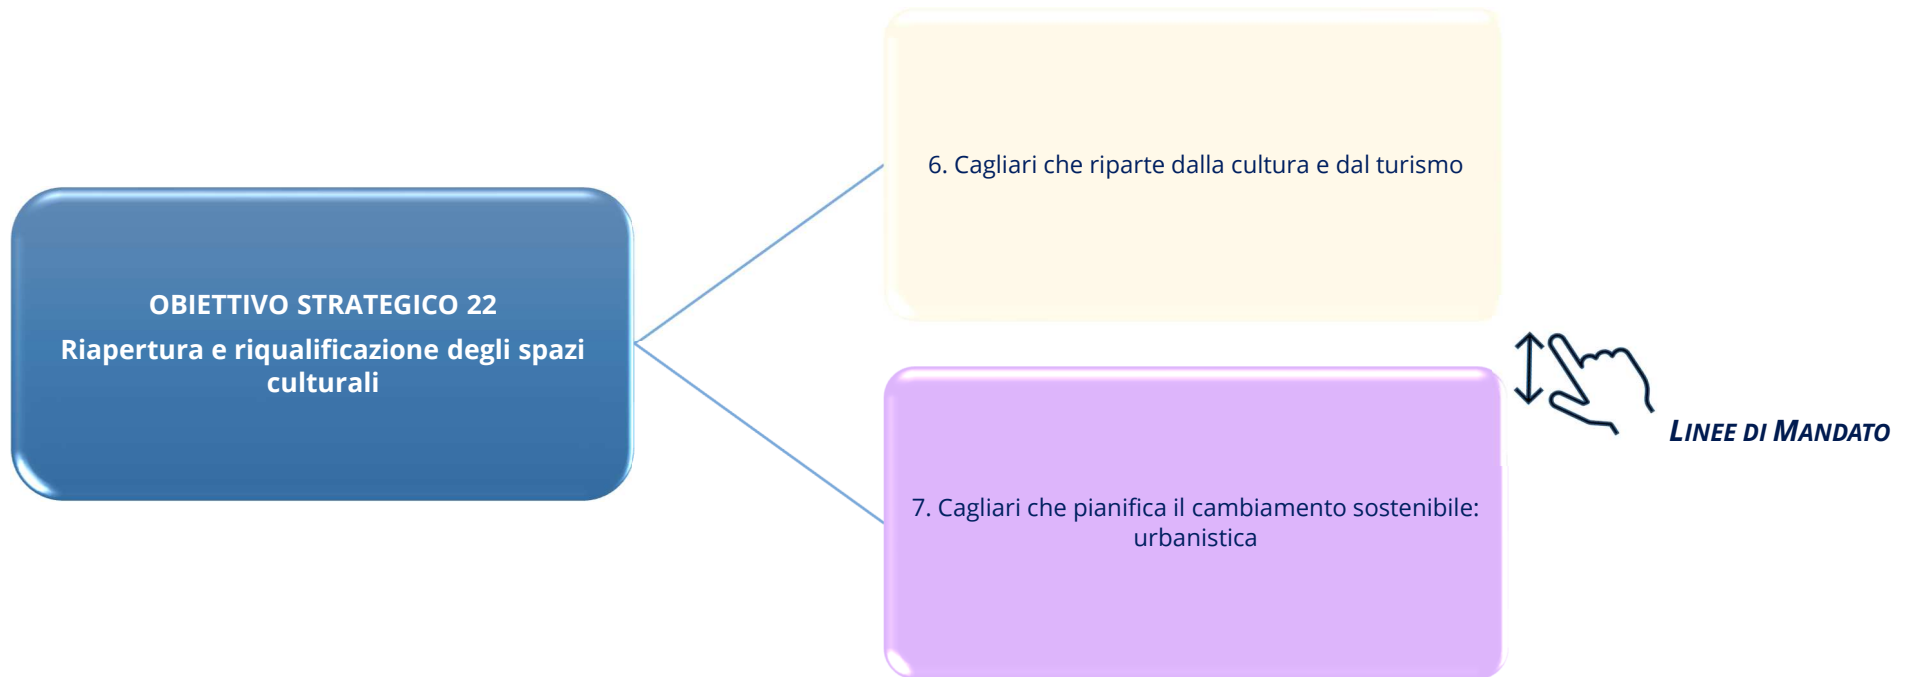 OBIETTIVO STRATEGICO 22
Riapertura e riqualificazione degli spazi
culturali
6. Cagliari che riparte dalla cultura e dal turismo
7. Cagliari che pianifica il cambiamento sostenibile:
urbanistica
LINEE DI MANDATO